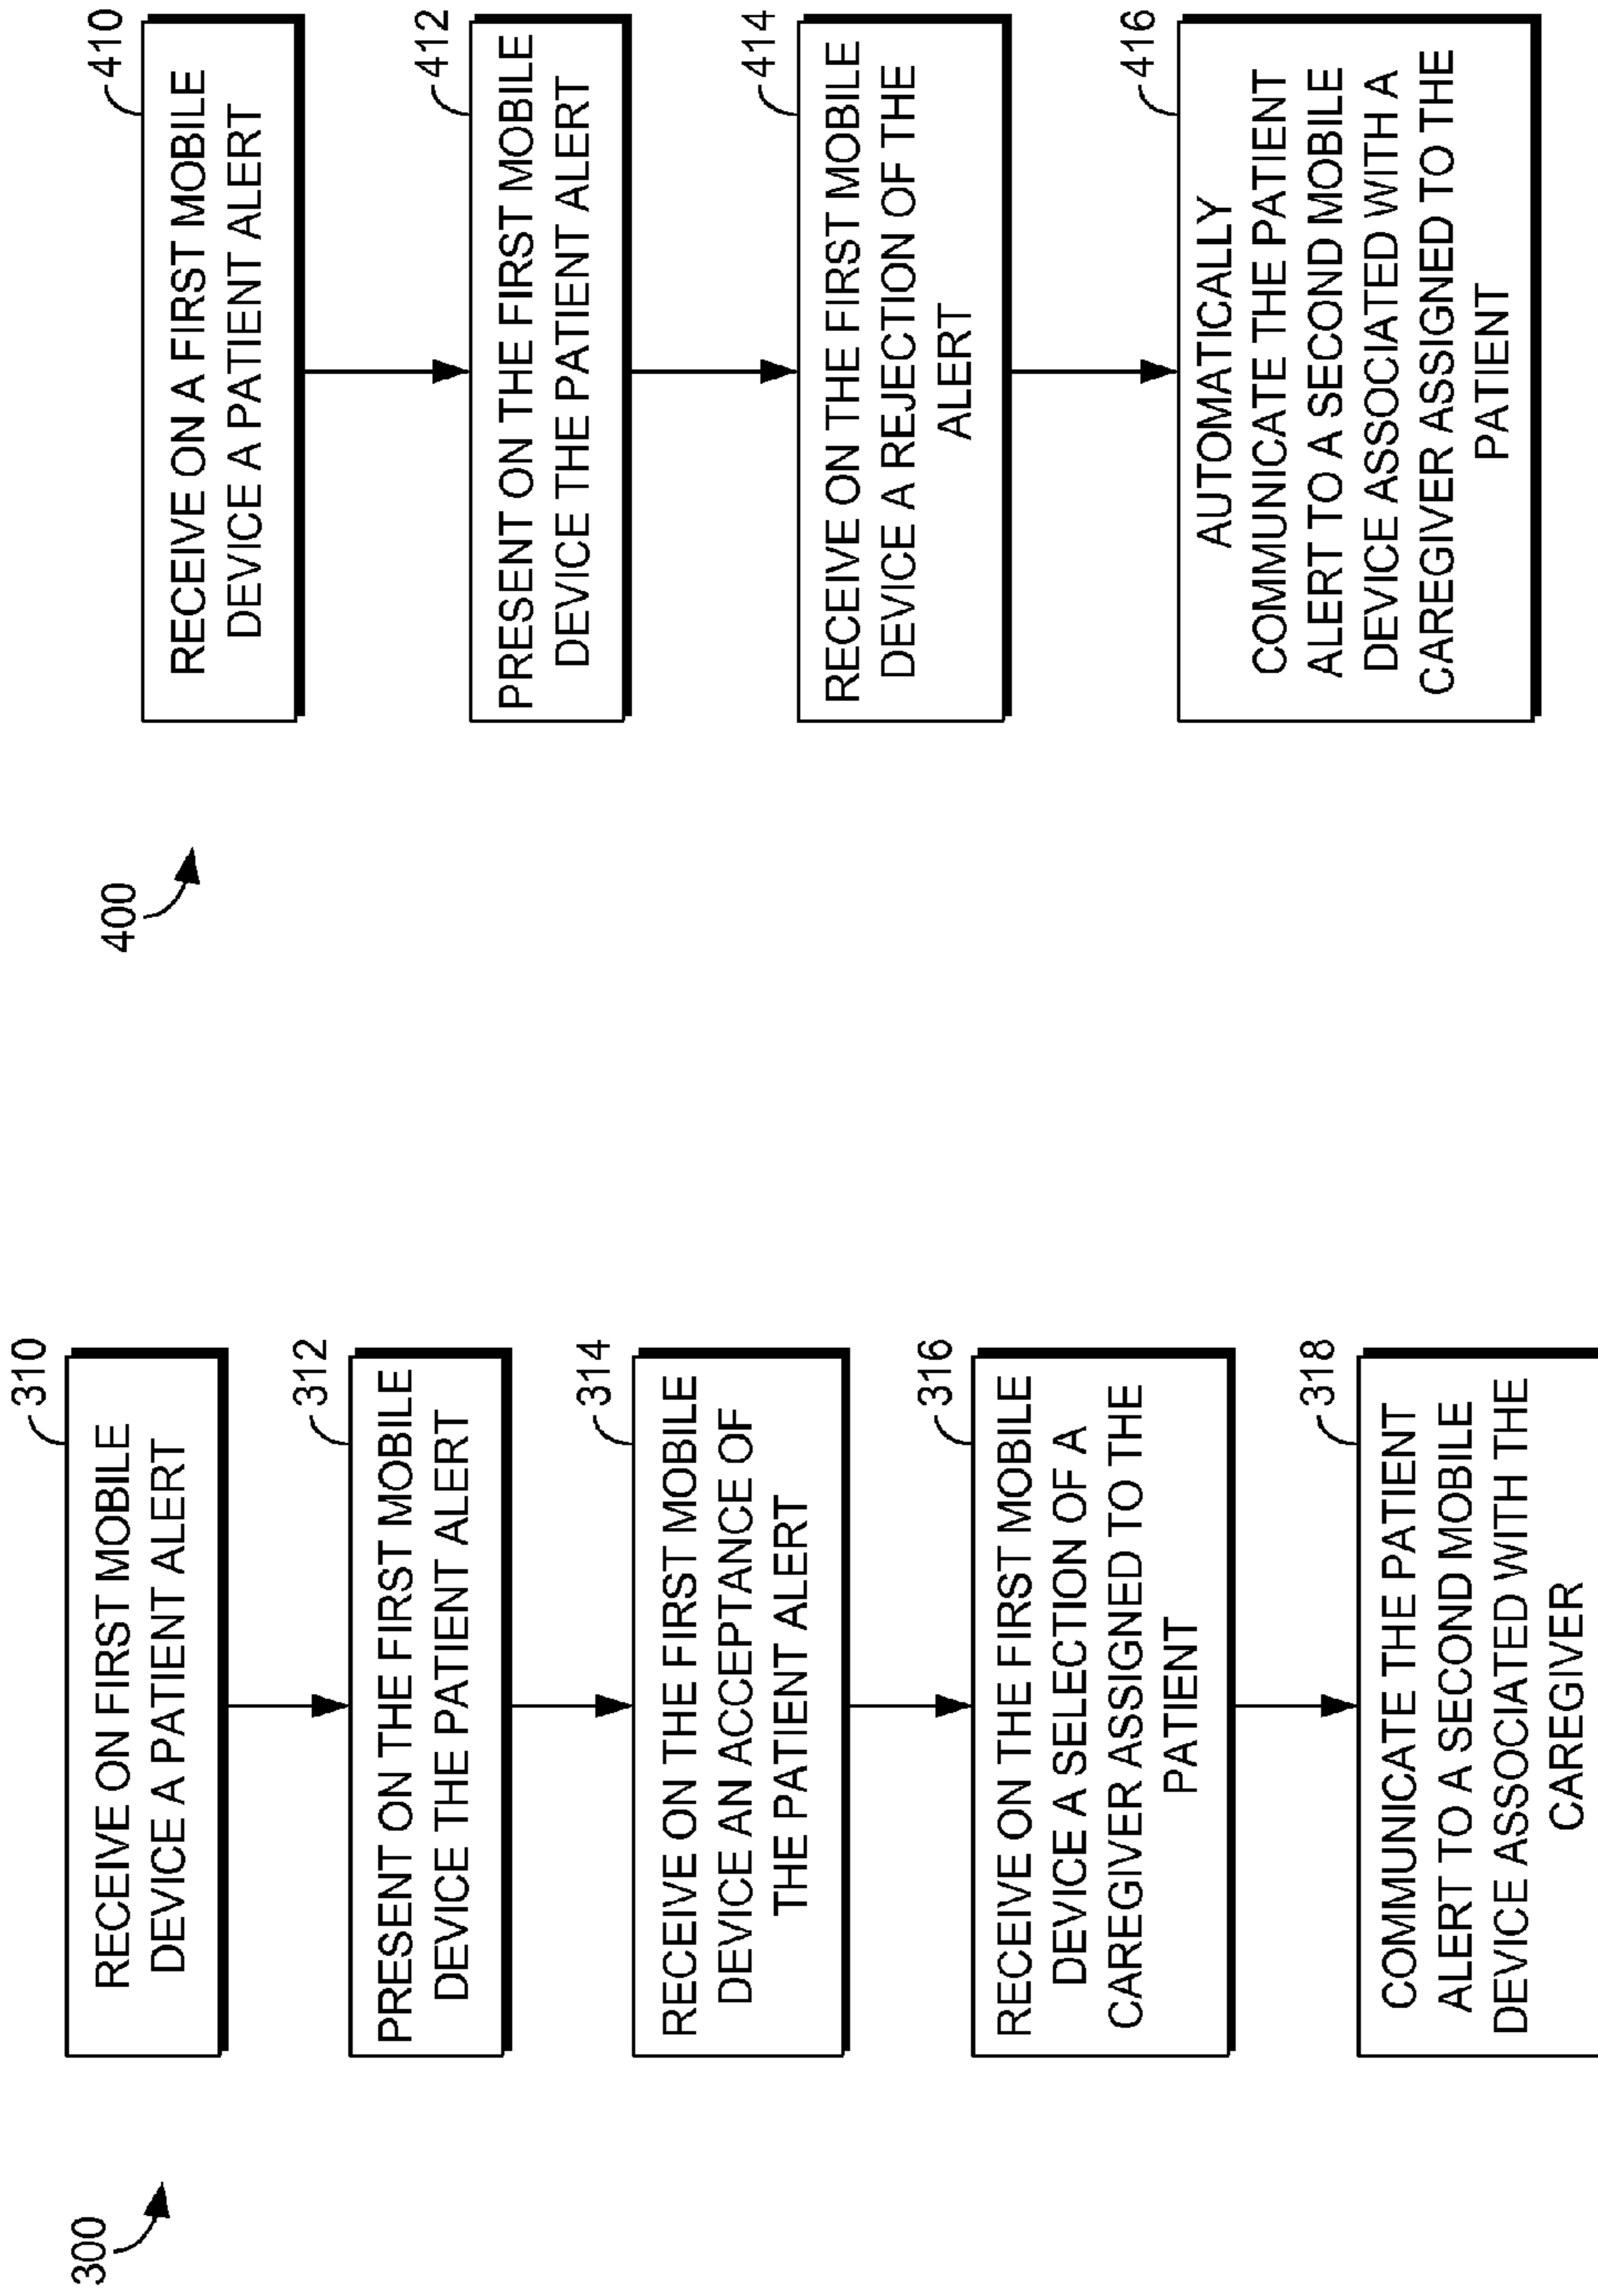 300
310
RECEIVE ON FIRST MOBILE
DEVICE A PATIENT ALERT
312
PRESENT ON THE FIRST MOBILE
DEVICE THE PATIENT ALERT
314
RECEIVE ON THE FIRST MOBILE
DEVICE AN ACCEPTANCE OF
THE PATIENT ALERT
316
RECEIVE ON THE FIRST MOBILE
DEVICE A SELECTION OF A
CAREGIVER ASSIGNED TO THE
PATIENT
318
COMMUNICATE THE PATIENT
ALERT TO A SECOND MOBILE
DEVICE ASSOCIATED WITH THE
CAREGIVER
400
410
RECEIVE ON A FIRST MOBILE
DEVICE A PATIENT ALERT
412
PRESENT ON THE FIRST MOBILE
DEVICE THE PATIENT ALERT
414
RECEIVE ON THE FIRST MOBILE
DEVICE A REJECTION OF THE
ALERT
416
AUTOMATICALLY
COMMUNICATE THE PATIENT
ALERT TO A SECOND MOBILE
DEVICE ASSOCIATED WITH A
CAREGIVER ASSIGNED TO THE
PATIENT